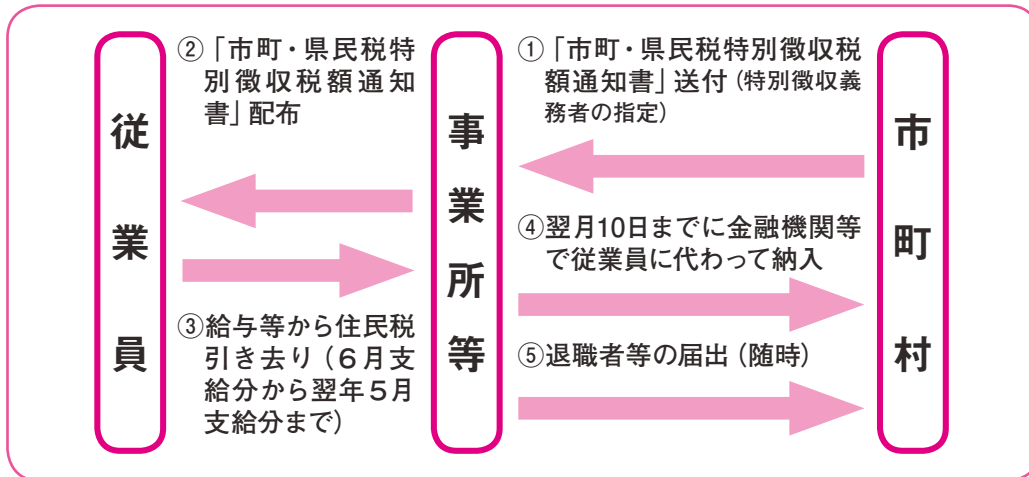 従業員
②「市町・県民税特
別徴収税額通知
書」配布
③給与等から住民税
引き去り（６月支
給分から翌年５月
支給分まで）
事業所等
①「市町・県民税特別徴収税
額通知書」送付（特別徴収義
務者の指定）
④翌月10日までに金融機関等
で従業員に代わって納入
⑤退職者等の届出（随時）
市町村